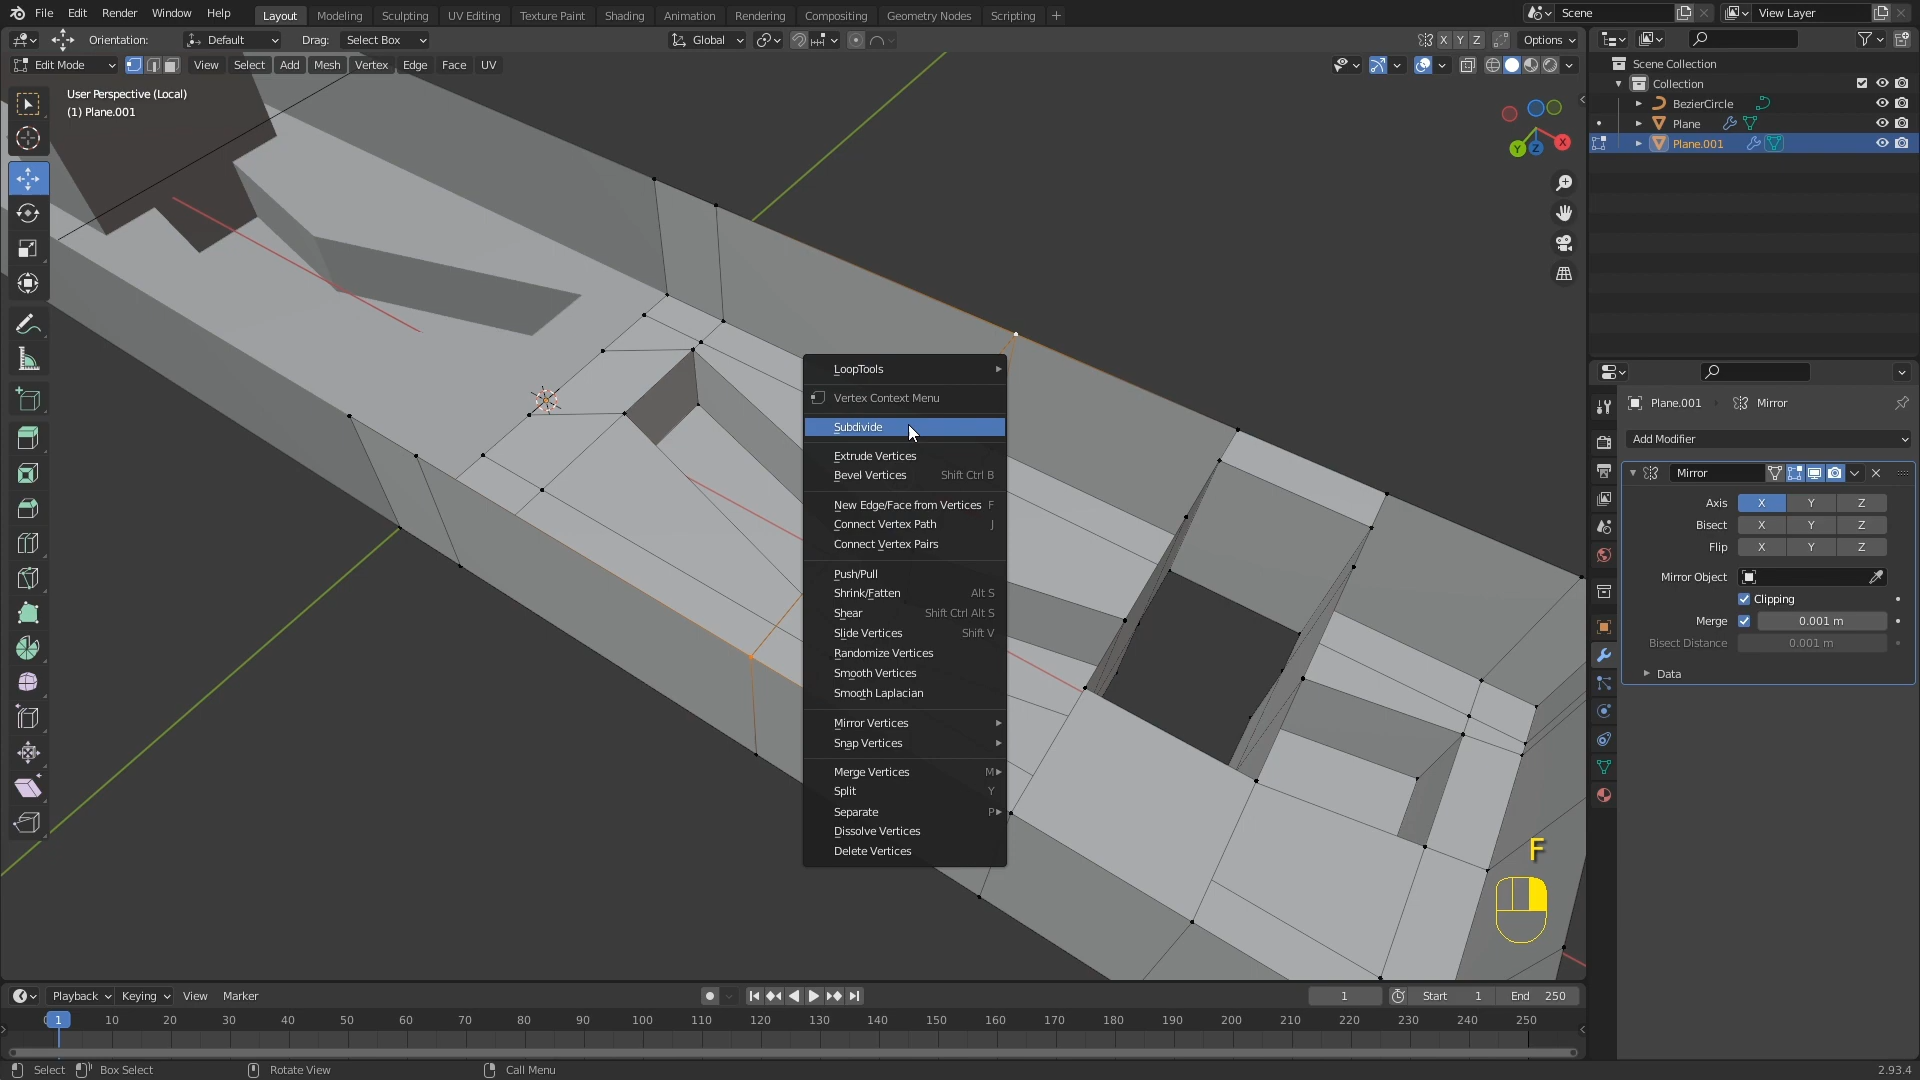 File Edit Render Window Help Layout Modeling Sculpting UV Editing Texture Paint Shading Animation Rendering Compositing Geometry Nodes Scripting + Scene View Layer
Orientation: Default Drag: Select Box Global X Y Z Options
Edit Mode View Select Add Mesh Vertex Edge Face UV
User Perspective (Local)
(1) Plane.001
X
Y
Z
Scene Collection
Collection
BezierCircle
Plane
Plane.001
LoopTools
Vertex Context Menu
Subdivide
Extrude Vertices
Bevel Vertices Shift Ctrl B
New Edge/Face from Vertices F
Connect Vertex Path J
Connect Vertex Pairs
Push/Pull
Shrink/Fatten Alt S
Shear Shift Ctrl Alt S
Slide Vertices Shift V
Randomize Vertices
Smooth Vertices
Smooth Laplacian
Mirror Vertices
Snap Vertices
Merge Vertices M
Split Y
Separate P
Dissolve Vertices
Delete Vertices
Plane.001 Mirror
Add Modifier
Mirror
Axis X Y Z
Bisect X Y Z
Flip X Y Z
Mirror Object
Clipping
Merge 0.001 m
Bisect Distance 0.001 m
Data
F
Playback Keying View Marker 1 Start 1 End 250
1 10 20 30 40 50 60 70 80 90 100 110 120 130 140 150 160 170 180 190 200 210 220 230 240 250
Select Box Select Rotate View Call Menu 2.93.4